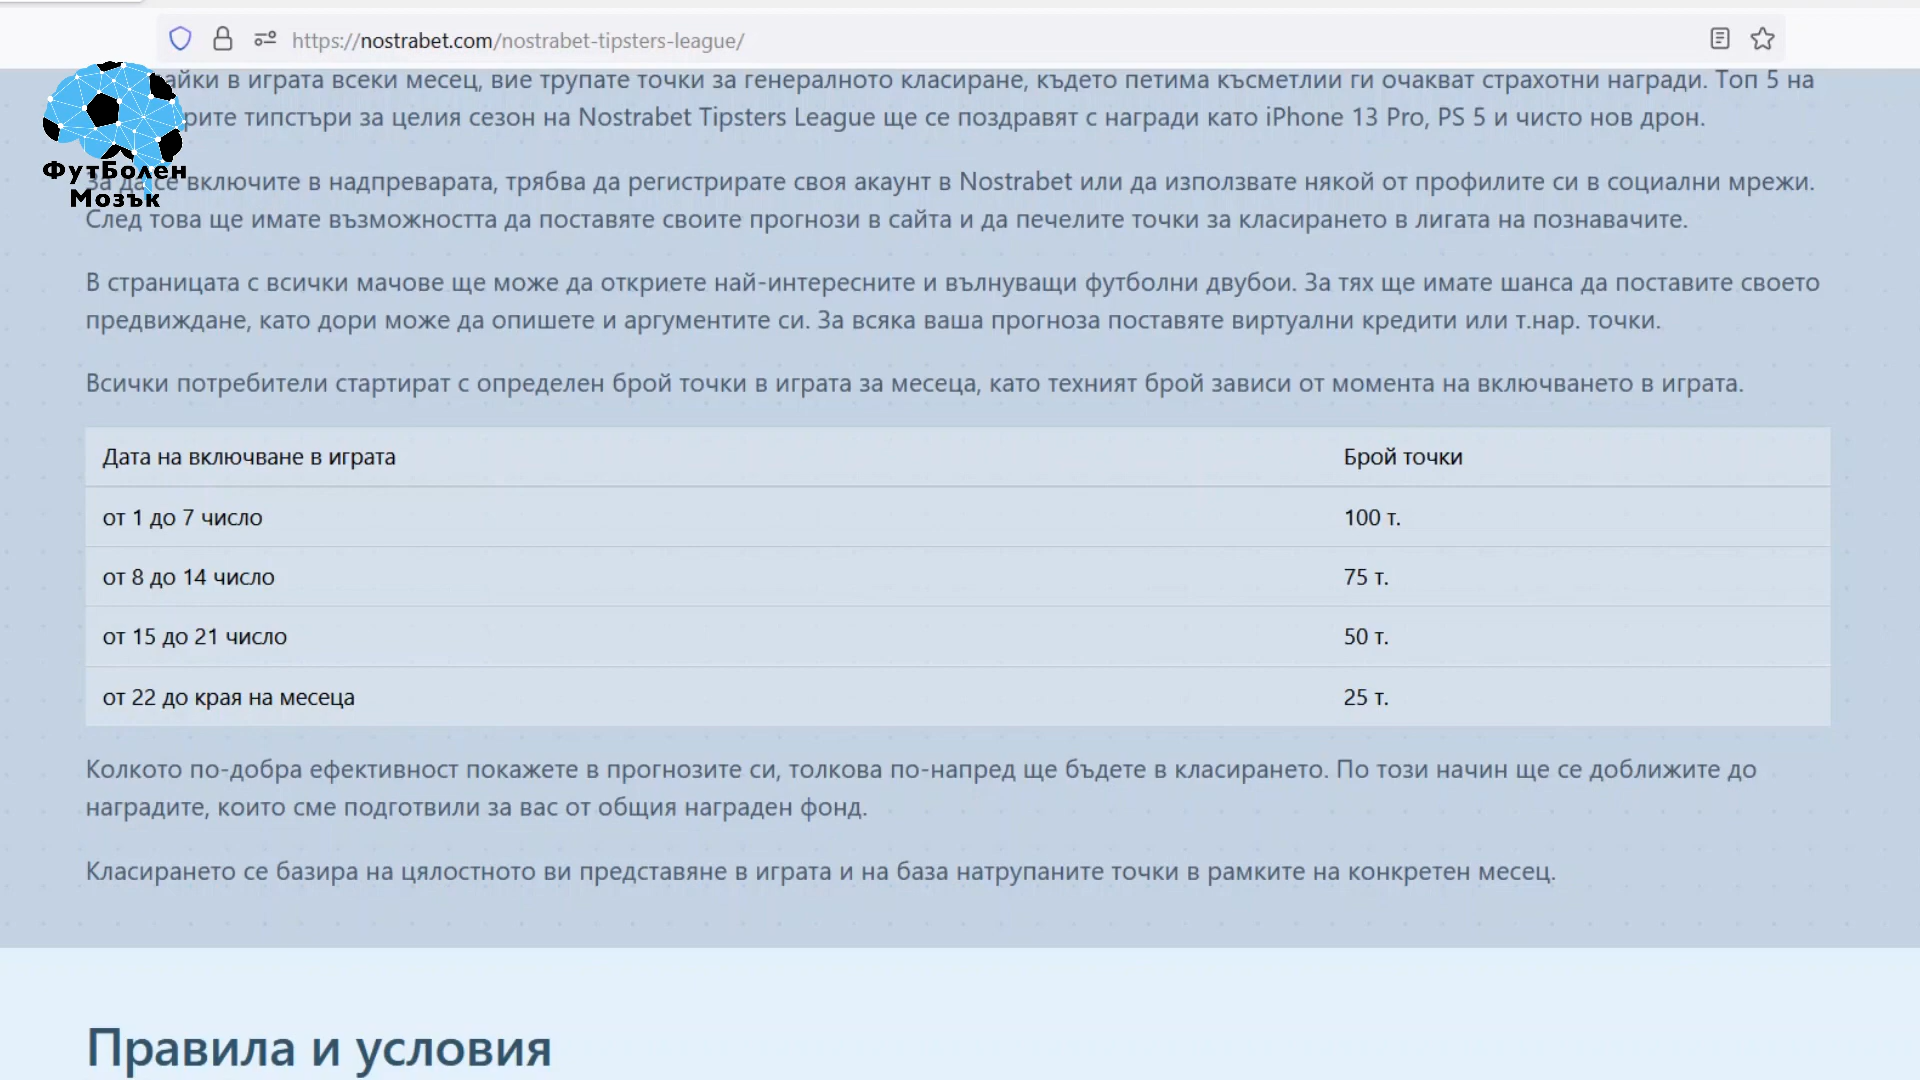 https://nostrabet.com/nostrabet-tipsters-league/
в играта всеки месец, вие трупате точки за генералното класиране, където петима късметлии ги очакват страхотни награди. Топ 5 на
типстъри за целия сезон на Nostrabet Tipsters League ще се поздравят с награди като iPhone 13 Pro, PS 5 и чисто нов дрон.
ФутБолен
Мозък
За да се включите в надпреварата, трябва да регистрирате своя акаунт в Nostrabet или да използвате някой от профилите си в социални мрежи.
След това ще имате възможността да поставяте своите прогнози в сайта и да печелите точки за класирането в лигата на познавачите.
В страницата с всички мачове ще може да откриете най-интересните и вълнуващи футболни двубои. За тях ще имате шанса да поставите своето
предвиждане, като дори може да опишете и аргументите си. За всяка ваша прогноза поставяте виртуални кредити или т.нар. точки.
Всички потребители стартират с определен брой точки в играта за месеца, като техният брой зависи от момента на включването в играта.
Дата на включване в играта Брой точки
от 1 до 7 число 100 т.
от 8 до 14 число 75 т.
от 15 до 21 число 50 т.
от 22 до края на месеца 25 т.
Колкото по-добра ефективност покажете в прогнозите си, толкова по-напред ще бъдете в класирането. По този начин ще се доближите до
наградите, които сме подготвили за вас от общия награден фонд.
Класирането се базира на цялостното ви представяне в играта и на база натрупаните точки в рамките на конкретен месец.
Правила и условия